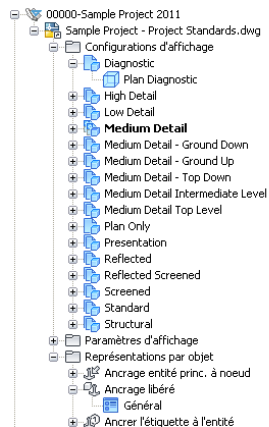 00000-Sample Project 2011
Sample Project - Project Standards.dwg
Configurations d'affichage
Diagnostic
Plan Diagnostic
High Detail
Low Detail
Medium Detail
Medium Detail - Ground Down
Medium Detail - Ground Up
Medium Detail - Top Down
Medium Detail Intermediate Level
Medium Detail Top Level
Plan Only
Presentation
Reflected
Reflected Screened
Screened
Standard
Structural
Paramètres d'affichage
Représentations par objet
Ancrage entité princ. à noeud
Ancrage libéré
Général
Ancrer l'étiquette à l'entité